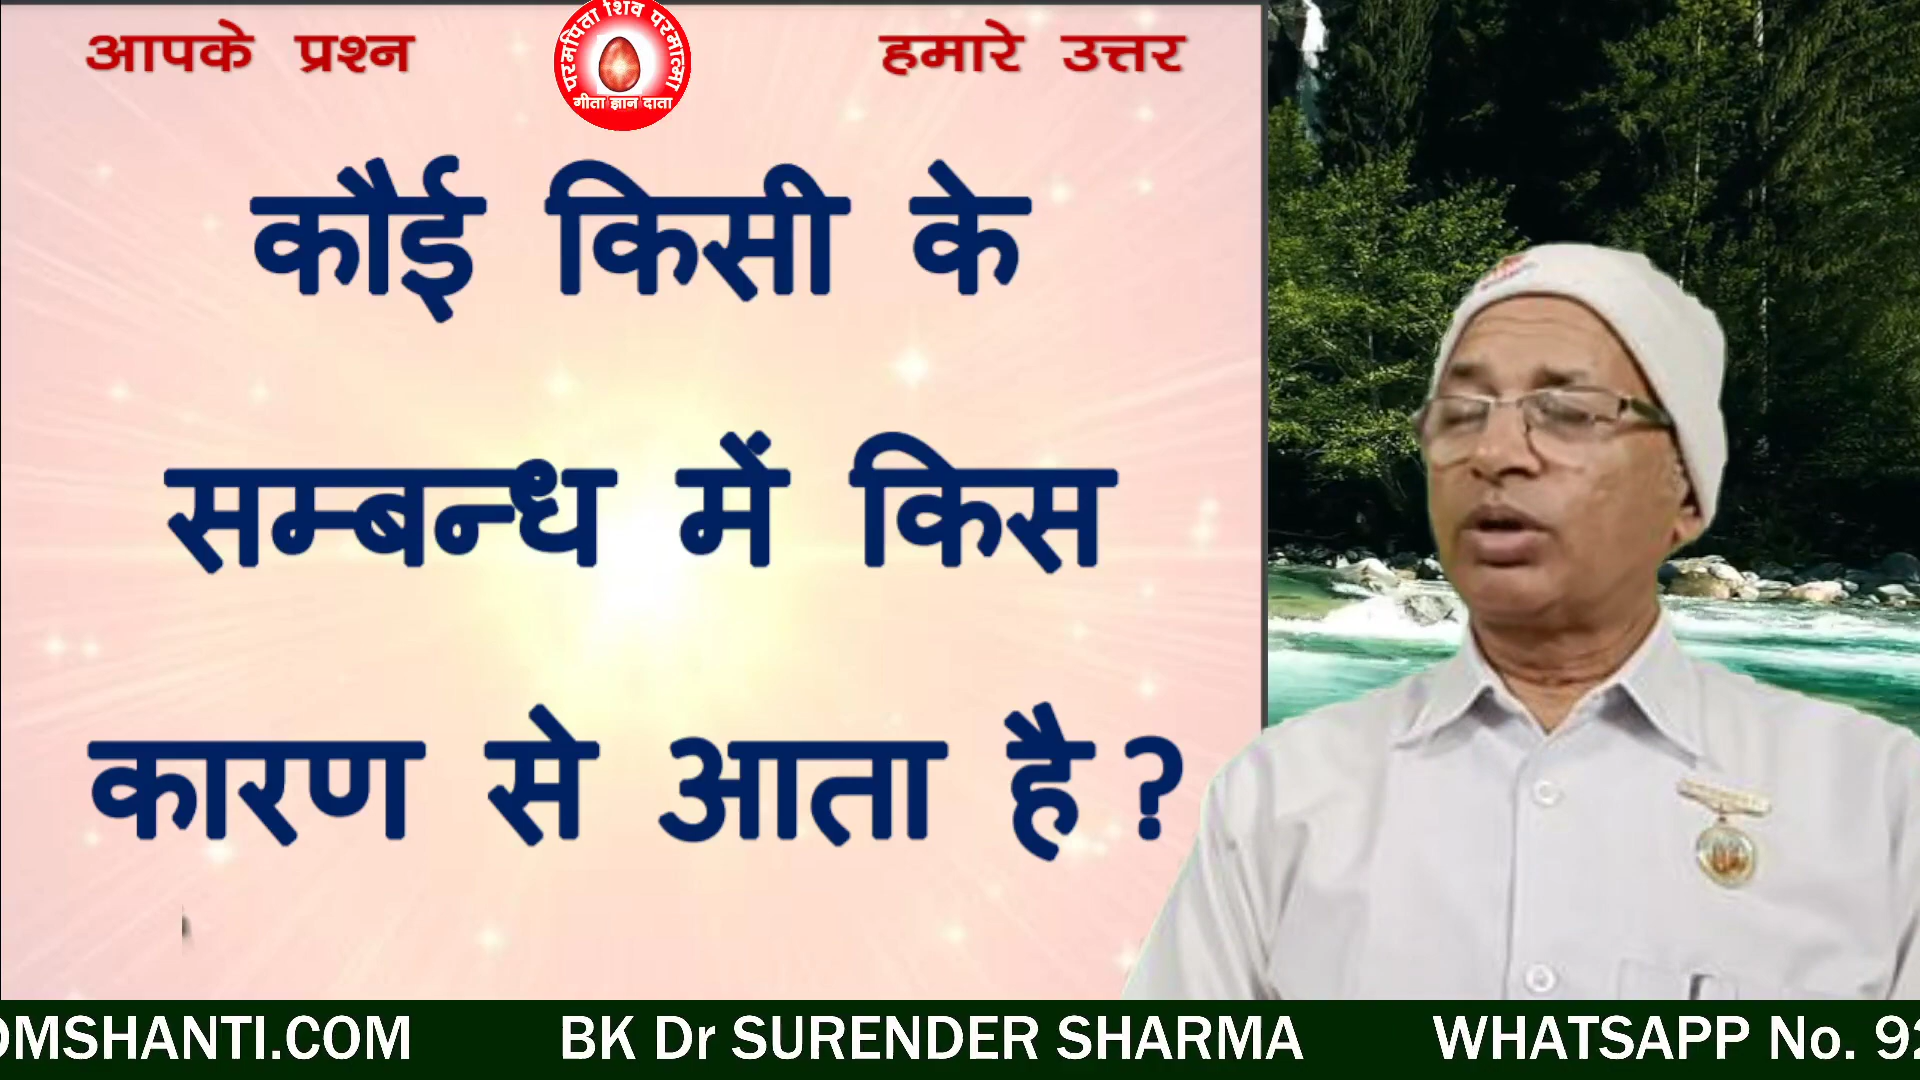 आपके प्रश्न
परमपिता शिव परमात्मा
गीता ज्ञान दाता
हमारे उत्तर
कौई किसी के
सम्बन्ध में किस
कारण से आता है?
OMSHANTI.COM BK Dr SURENDER SHARMA WHATSAPP No. 92